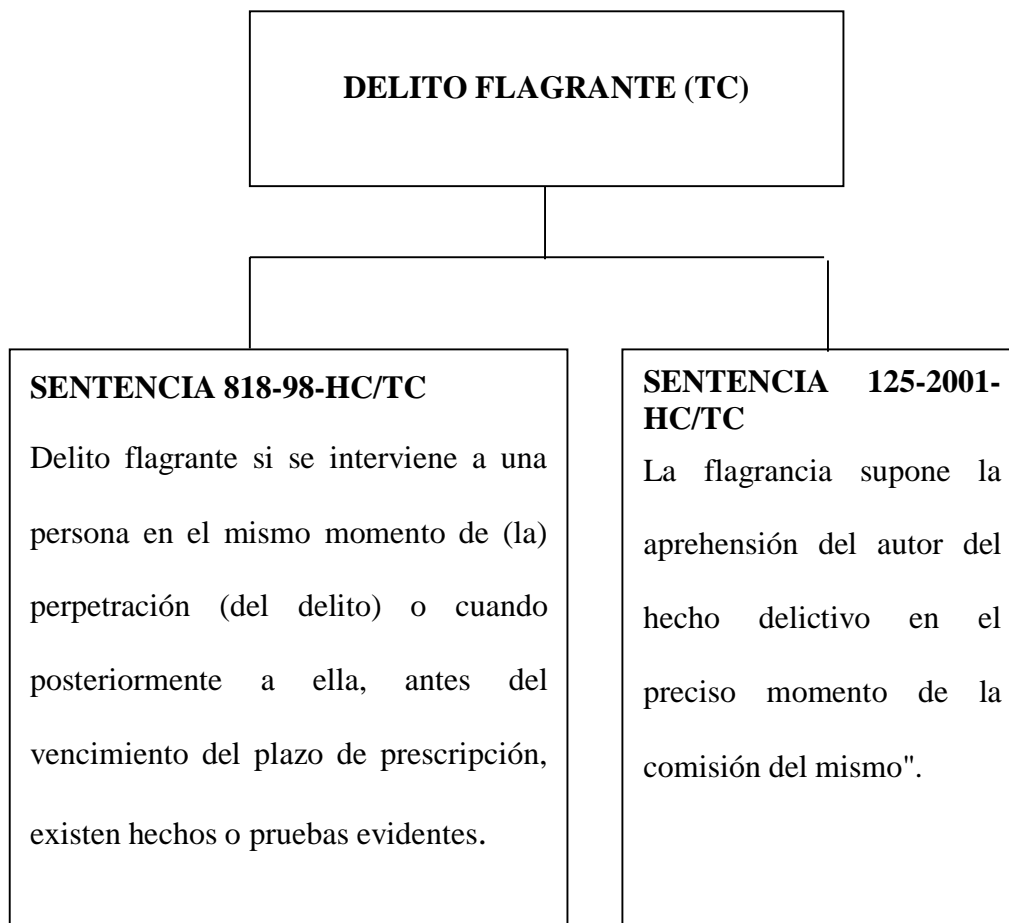 DELITO FLAGRANTE (TC)
SENTENCIA 818-98-HC/TC
Delito flagrante si se interviene a una
persona en el mismo momento de (la)
perpetración (del delito) o cuando
posteriormente a ella, antes del
vencimiento del plazo de prescripción,
existen hechos o pruebas evidentes.
SENTENCIA 125-2001-
HC/TC
La flagrancia supone la
aprehensión del autor del
hecho delictivo en el
preciso momento de la
comisión del mismo".